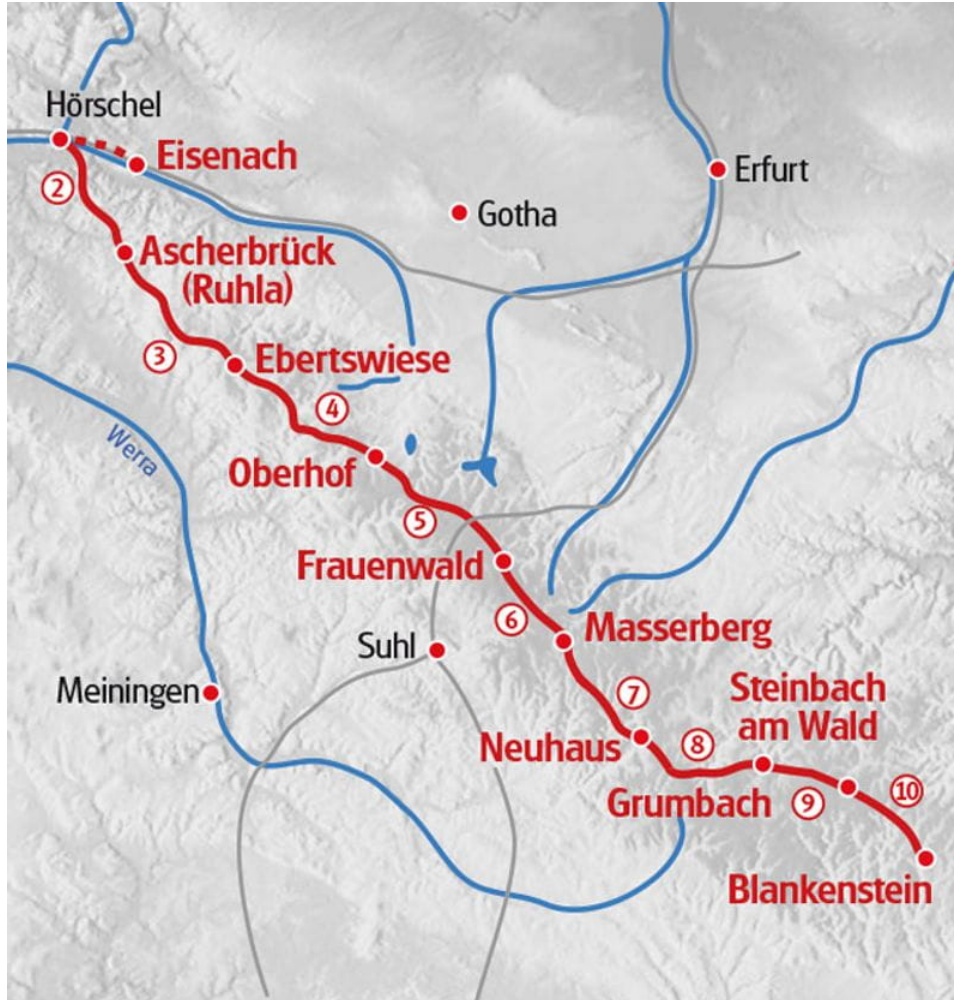 Hörschel
Eisenach
Erfurt
②
Gotha
Ascherbrück
(Ruhla)
③
Ebertswiese
④
Werra
Oberhof
⑤
Frauenwald
⑥
Masserberg
Suhl
Meiningen
⑦
Steinbach
am Wald
Neuhaus
⑧
Grumbach
⑨
⑩
Blankenstein